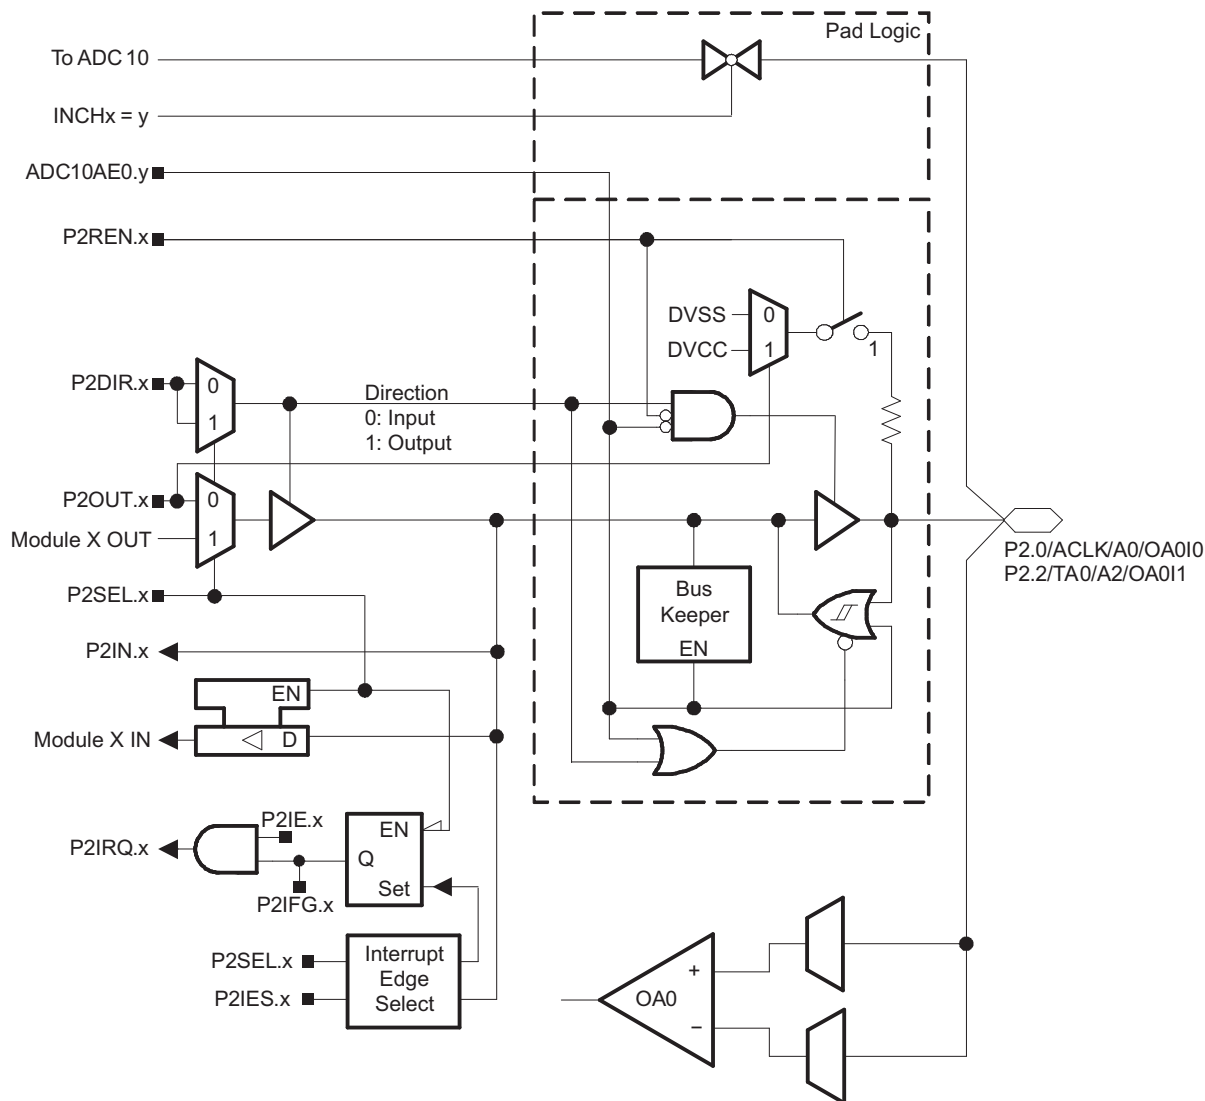 Pad Logic
To ADC 10
INCHx = y
ADC10AE0.y
P2REN.x
DVSS
0
DVCC
1
1
P2DIR.x
0
1
Direction
0: Input
1: Output
P2OUT.x
0
Module X OUT
1
P2.0/ACLK/A0/OA0I0
P2.2/TA0/A2/OA0I1
P2SEL.x
Bus
Keeper
EN
P2IN.x
EN
Module X IN
D
P2IE.x
EN
P2IRQ.x
Q
Set
P2IFG.x
P2SEL.x
P2IES.x
Interrupt
Edge
Select
+
OA0
−